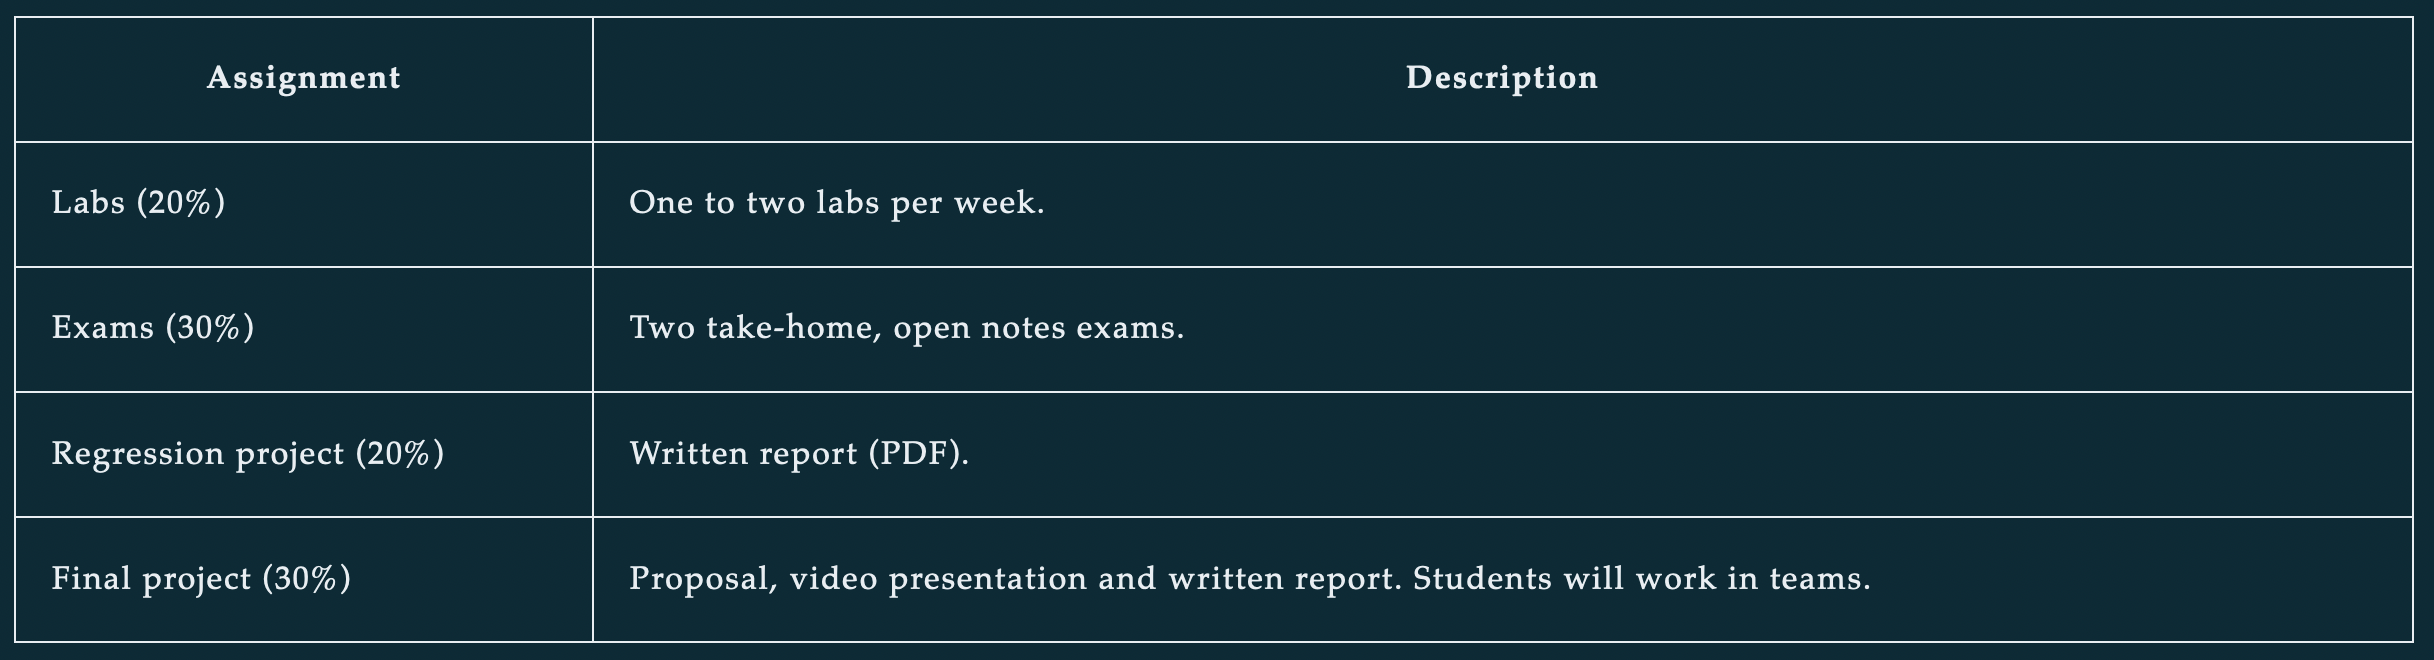 Assignment
Description
Labs (20%)
One to two labs per week.
Exams (30%)
Two take-home, open notes exams.
Regression project (20%)
Written report (PDF).
Final project (30%)
Proposal, video presentation and written report. Students will work in teams.